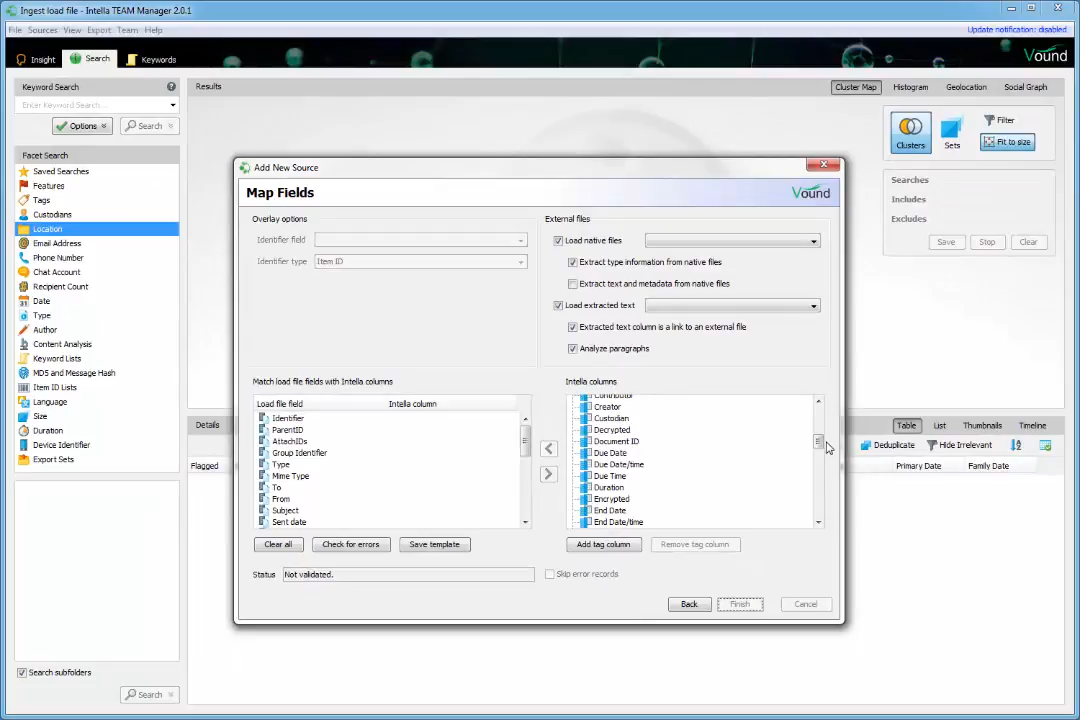 Ingest load file - Intella TEAM Manager 2.0.1
File Sources View Export Team Help
Update notification: disabled
Insight Search Keywords
Vound
Keyword Search
Enter Keyword Search...
Options Search
Facet Search
Saved Searches
Features
Tags
Custodians
Location
Email Address
Phone Number
Chat Account
Recipient Count
Date
Type
Author
Content Analysis
Keyword Lists
MD5 and Message Hash
Item ID Lists
Language
Size
Duration
Device Identifier
Export Sets
Search subfolders
Search
Results
Cluster Map Histogram Geolocation Social Graph
Clusters Sets
Filter
Fit to size
Searches
Includes
Excludes
Save Stop Clear
Details
Table List Thumbnails Timeline
Deduplicate Hide Irrelevant
Flagged
Primary Date Family Date
Add New Source
Map Fields
Vound
Overlay options
Identifier field
Identifier type Item ID
External files
Load native files
Extract type information from native files
Extract text and metadata from native files
Load extracted text
Extracted text column is a link to an external file
Analyze paragraphs
Match load file fields with Intella columns
Load file field Intella column
Identifier
ParentID
AttachIDs
Group Identifier
Type
Mime Type
To
From
Subject
Sent date
Intella columns
Contributor
Creator
Custodian
Decrypted
Document ID
Due Date
Due Date/time
Due Time
Duration
Encrypted
End Date
End Date/time
Clear all Check for errors Save template
Add tag column Remove tag column
Status Not validated.
Skip error records
Back Finish Cancel